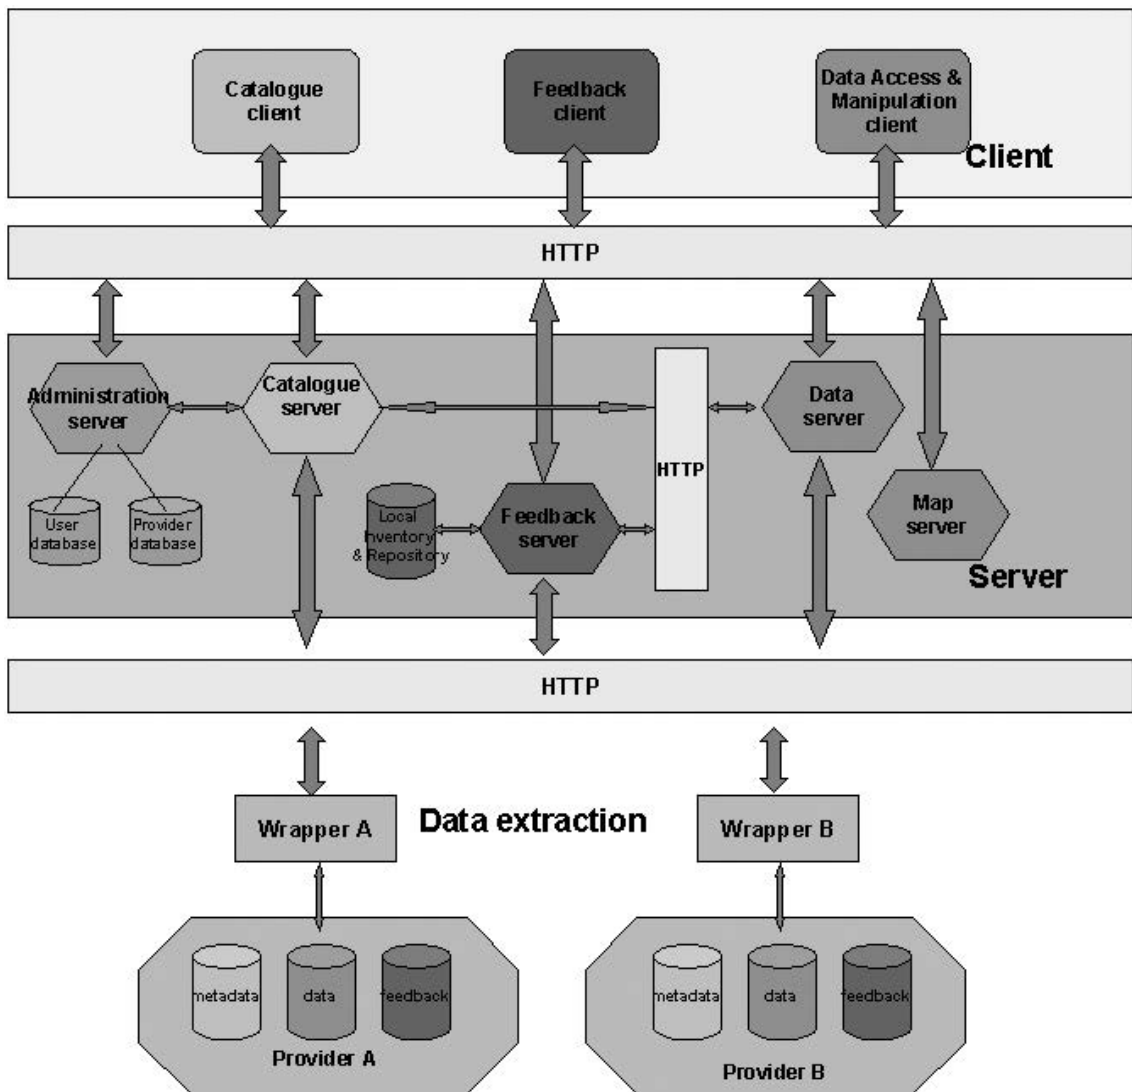 Catalogue
client
Feedback
client
Data Access &
Manipulation
client
Client
HTTP
Administration
server
Catalogue
server
Data
server
HTTP
User
database
Provider
database
Local
Inventory
& Repository
Feedback
server
Map
server
Server
HTTP
Wrapper A
Data extraction
Wrapper B
metadata
data
feedback
Provider A
metadata
data
feedback
Provider B